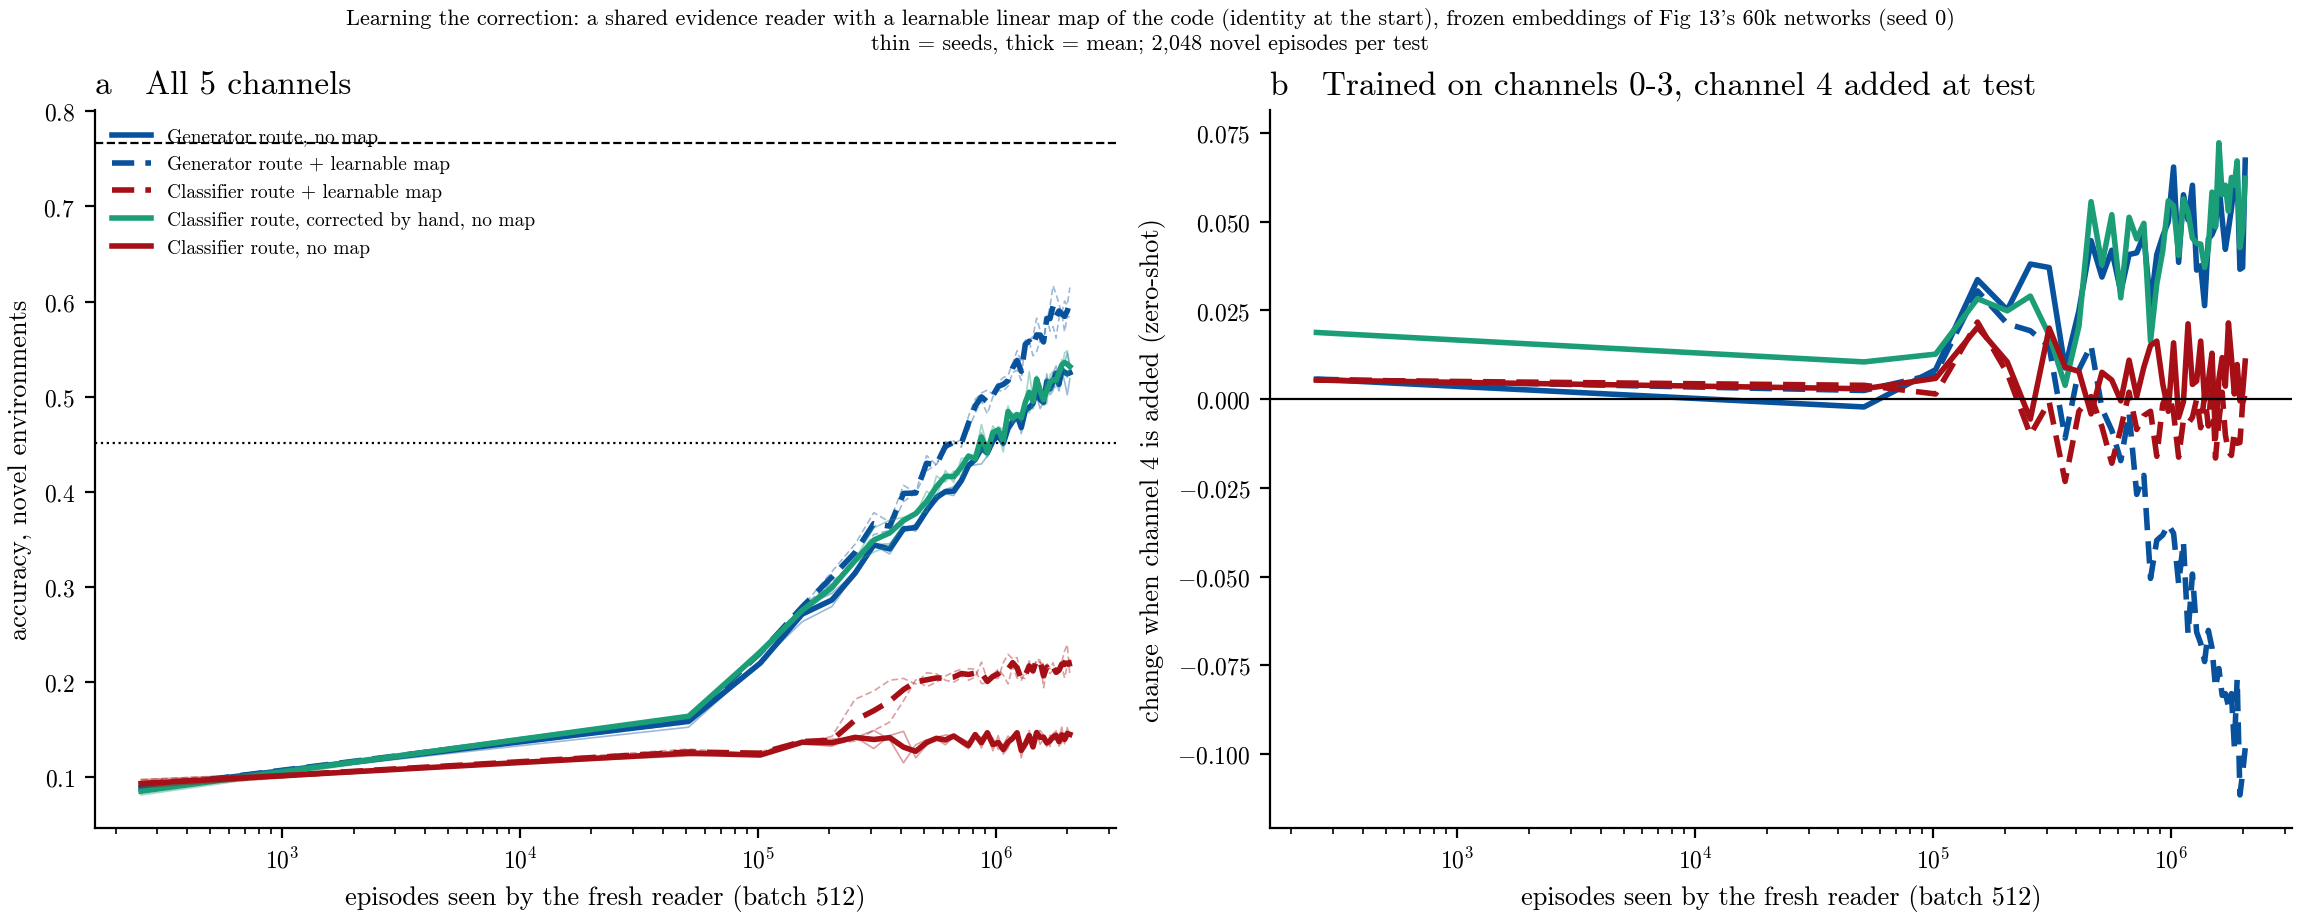 Learning the correction: a shared evidence reader with a learnable linear map of the code (identity at the start), frozen embeddings of Fig 13's 60k networks (seed 0)
thin = seeds, thick = mean; 2,048 novel episodes per test
a All 5 channels
0.8
0.7
0.6
0.5
0.4
0.3
0.2
0.1
accuracy, novel environments
Generator route, no map
Generator route + learnable map
Classifier route + learnable map
Classifier route, corrected by hand, no map
Classifier route, no map
10³
10⁴
10⁵
10⁶
episodes seen by the fresh reader (batch 512)
b Trained on channels 0-3, channel 4 added at test
0.075
0.050
0.025
0.000
−0.025
−0.050
−0.075
−0.100
change when channel 4 is added (zero-shot)
10³
10⁴
10⁵
10⁶
episodes seen by the fresh reader (batch 512)